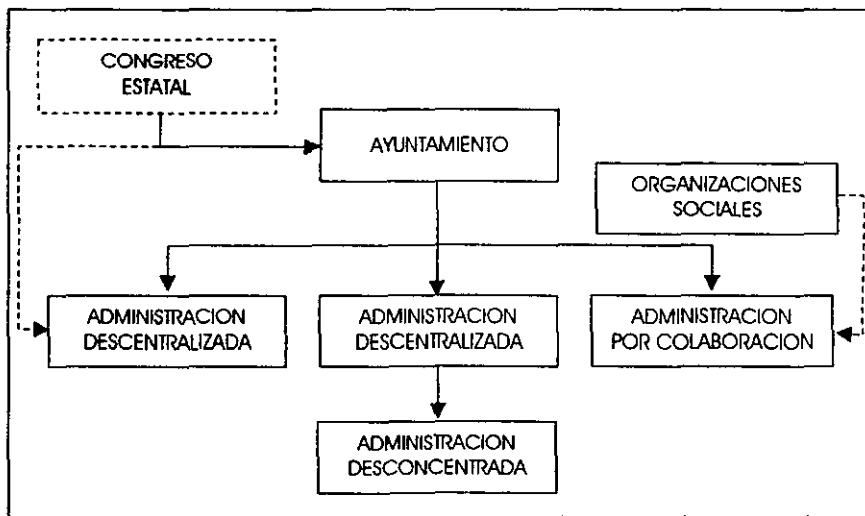 CONGRESO
ESTATAL
AYUNTAMIENTO
ORGANIZACIONES
SOCIALES
ADMINISTRACION
DESCENTRALIZADA
ADMINISTRACION
DESCENTRALIZADA
ADMINISTRACION
POR COLABORACION
ADMINISTRACION
DESCONCENTRADA